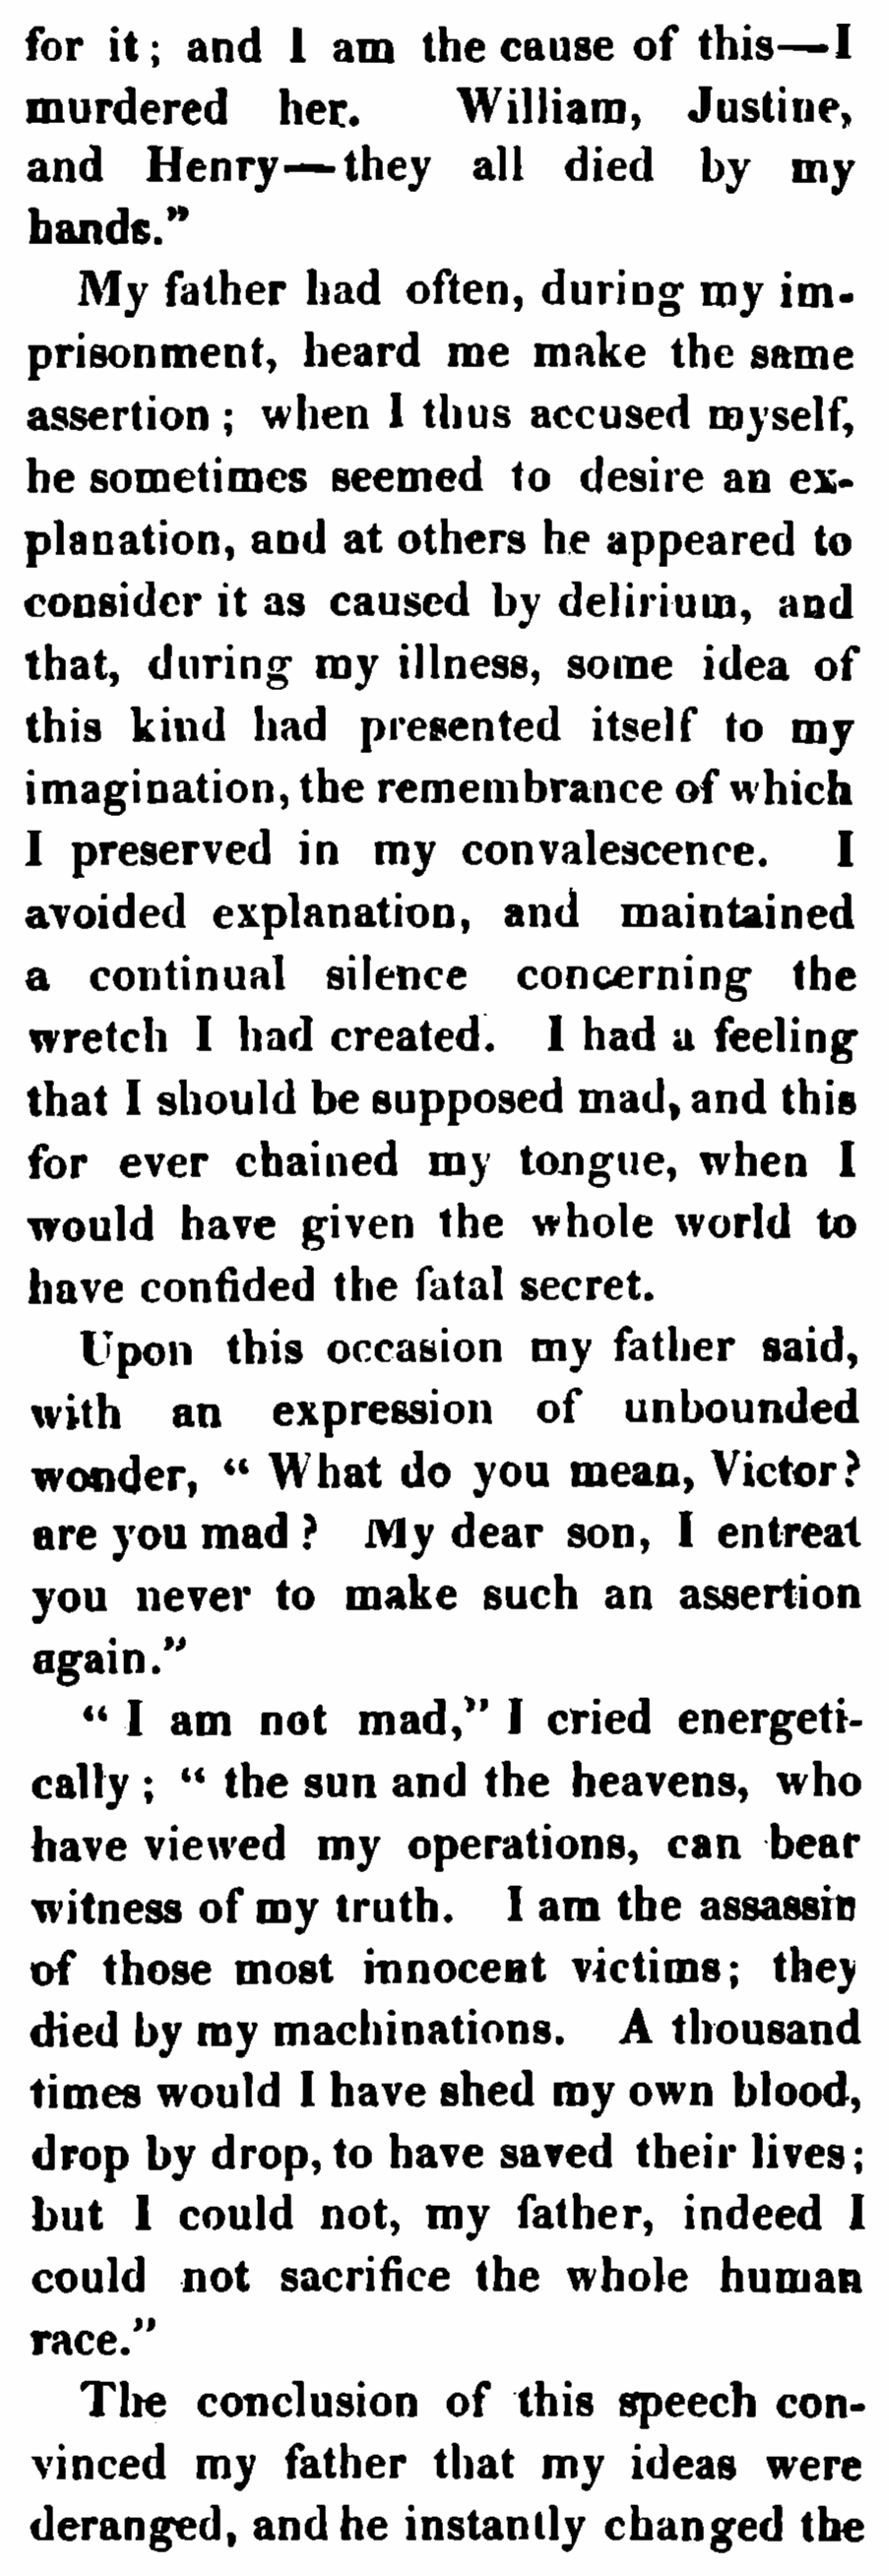 for it; and I am the cause of this—I
murdered her. William, Justine,
and Henry—they all died by my
hands.”
My father had often, during my im-
prisonment, heard me make the same
assertion; when I thus accused myself,
he sometimes seemed to desire an ex-
planation, and at others he appeared to
consider it as caused by delirium, and
that, during my illness, some idea of
this kind had presented itself to my
imagination, the remembrance of which
I preserved in my convalescence. I
avoided explanation, and maintained
a continual silence concerning the
wretch I had created. I had a feeling
that I should be supposed mad, and this
for ever chained my tongue, when I
would have given the whole world to
have confided the fatal secret.
Upon this occasion my father said,
with an expression of unbounded
wonder, “ What do you mean, Victor?
are you mad? My dear son, I entreat
you never to make such an assertion
again.”
“ I am not mad,” I cried energeti-
cally; “ the sun and the heavens, who
have viewed my operations, can bear
witness of my truth. I am the assassin
of those most innocent victims; they
died by my machinations. A thousand
times would I have shed my own blood,
drop by drop, to have saved their lives;
but I could not, my father, indeed I
could not sacrifice the whole human
race.”
The conclusion of this speech con-
vinced my father that my ideas were
deranged, and he instantly changed the